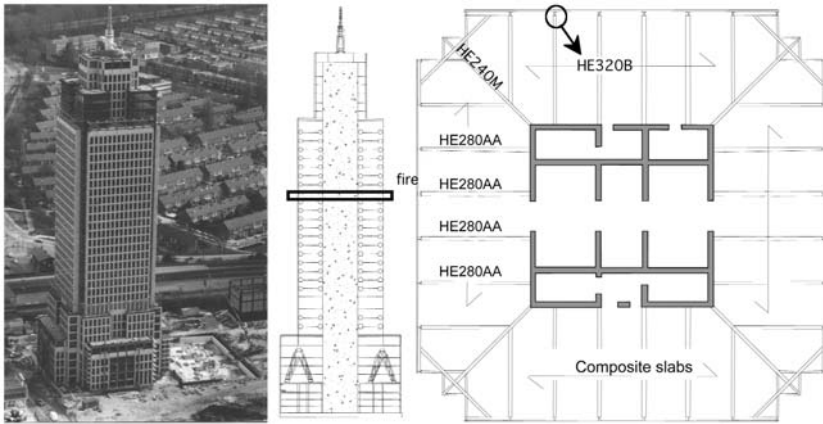 fire
HE240M
HE320B
HE280AA
HE280AA
HE280AA
HE280AA
Composite slabs